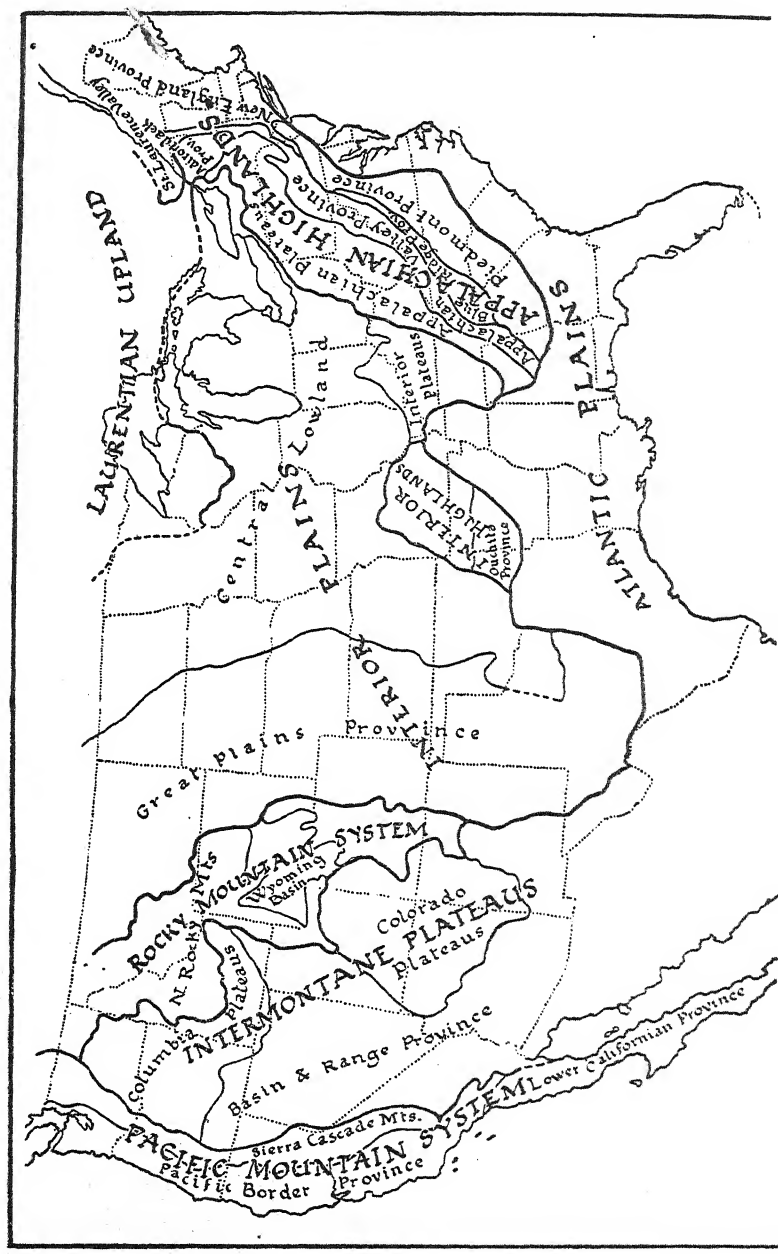 LAURENTIAN UPLAND
St. Laurence Valley
Adirondack
Prov.
New England Province
APPALACHIAN HIGHLANDS
Appalachian Plateaus
Appalachian Valley Province
Blue Ridge Prov.
Piedmont Province
ATLANTIC PLAINS
INTERIOR PLAINS
Central Lowland
Interior
Plateaus
INTERIOR
HIGHLANDS
Ouchita
Province
Great Plains Province
ROCKY MOUNTAIN SYSTEM
N. Rocky Mts
Wyoming
Basin
INTERMONTANE PLATEAUS
Colorado
Plateaus
Columbia Plateaus
Basin & Range Province
PACIFIC MOUNTAIN SYSTEM
Sierra Cascade Mts.
Pacific Border Province
Lower Californian Province